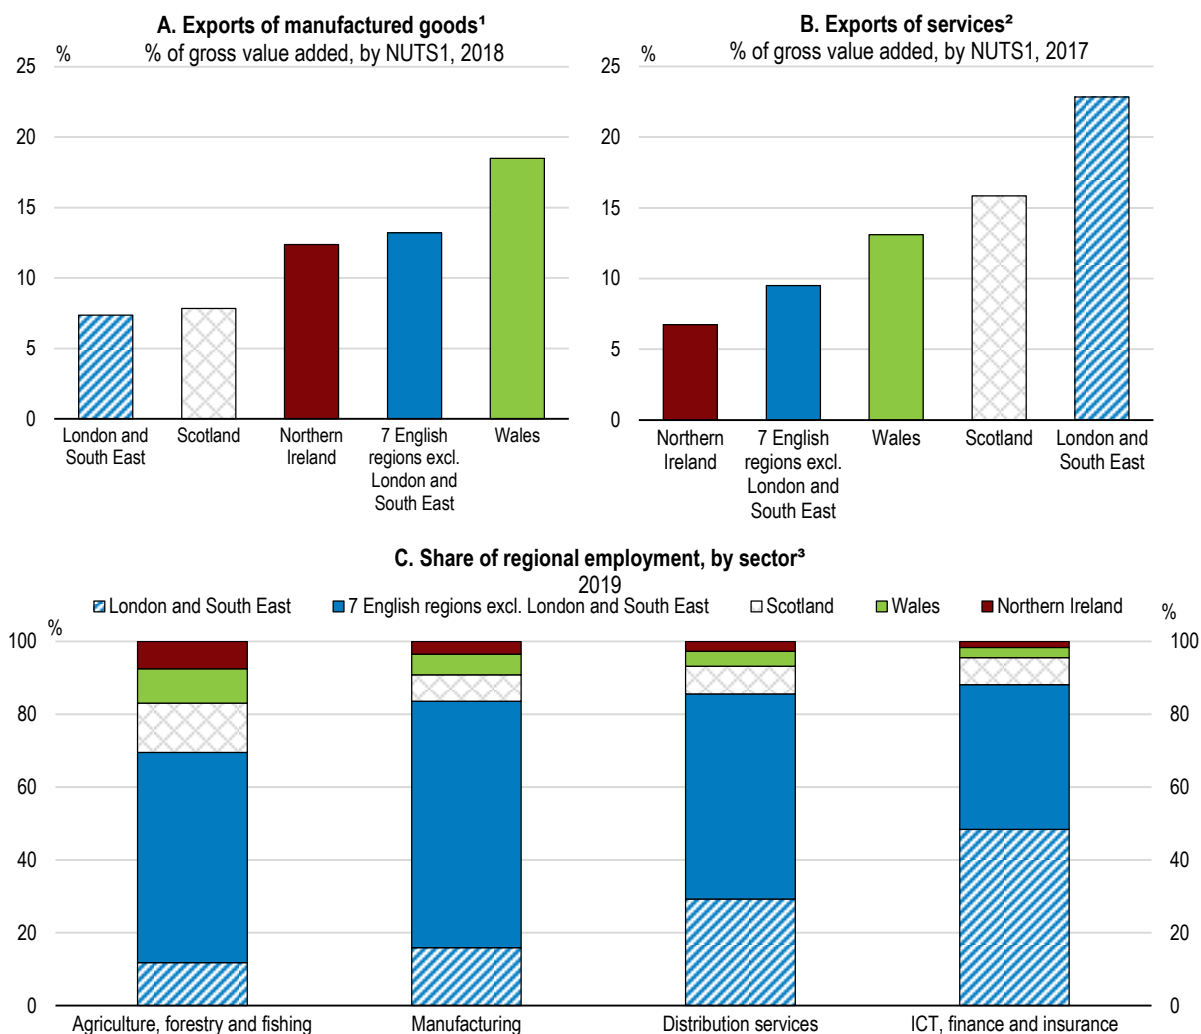 A. Exports of manufactured goods¹
% of gross value added, by NUTS1, 2018
%
25
20
15
10
5
0
London and
South East
Scotland
Northern
Ireland
7 English
regions excl.
London and
South East
Wales
B. Exports of services²
% of gross value added, by NUTS1, 2017
%
25
20
15
10
5
0
Northern
Ireland
7 English
regions excl.
London and
South East
Wales
Scotland
London and
South East
C. Share of regional employment, by sector³
2019
London and South East
7 English regions excl. London and South East
Scotland
Wales
Northern Ireland
%
100
80
60
40
20
0
%
100
80
60
40
20
0
Agriculture, forestry and fishing
Manufacturing
Distribution services
ICT, finance and insurance